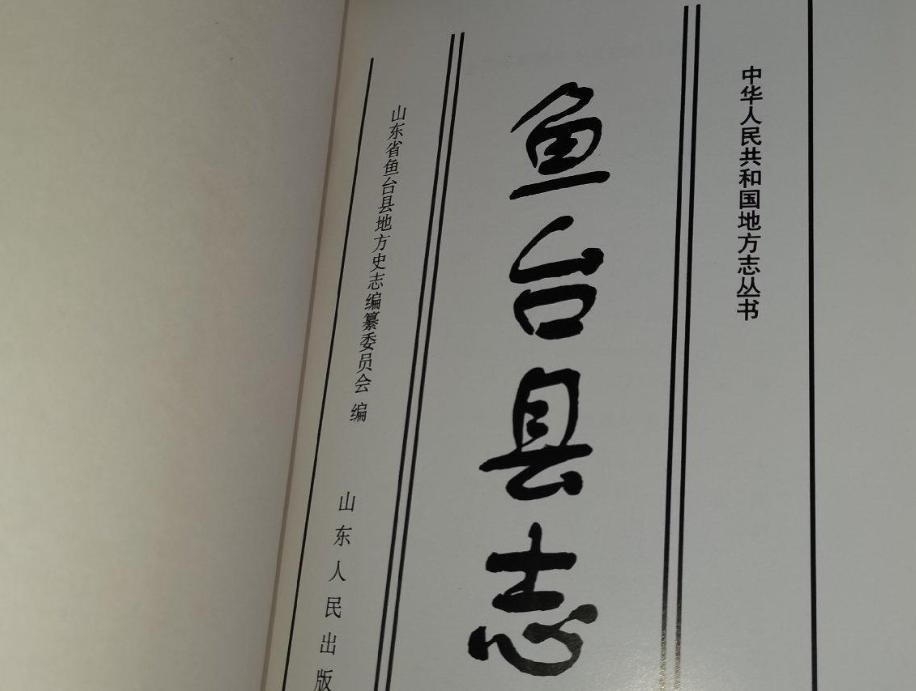 中华人民共和国地方志丛书
鱼台县志
山东省鱼台县地方史志编纂委员会 编
山东人民出版